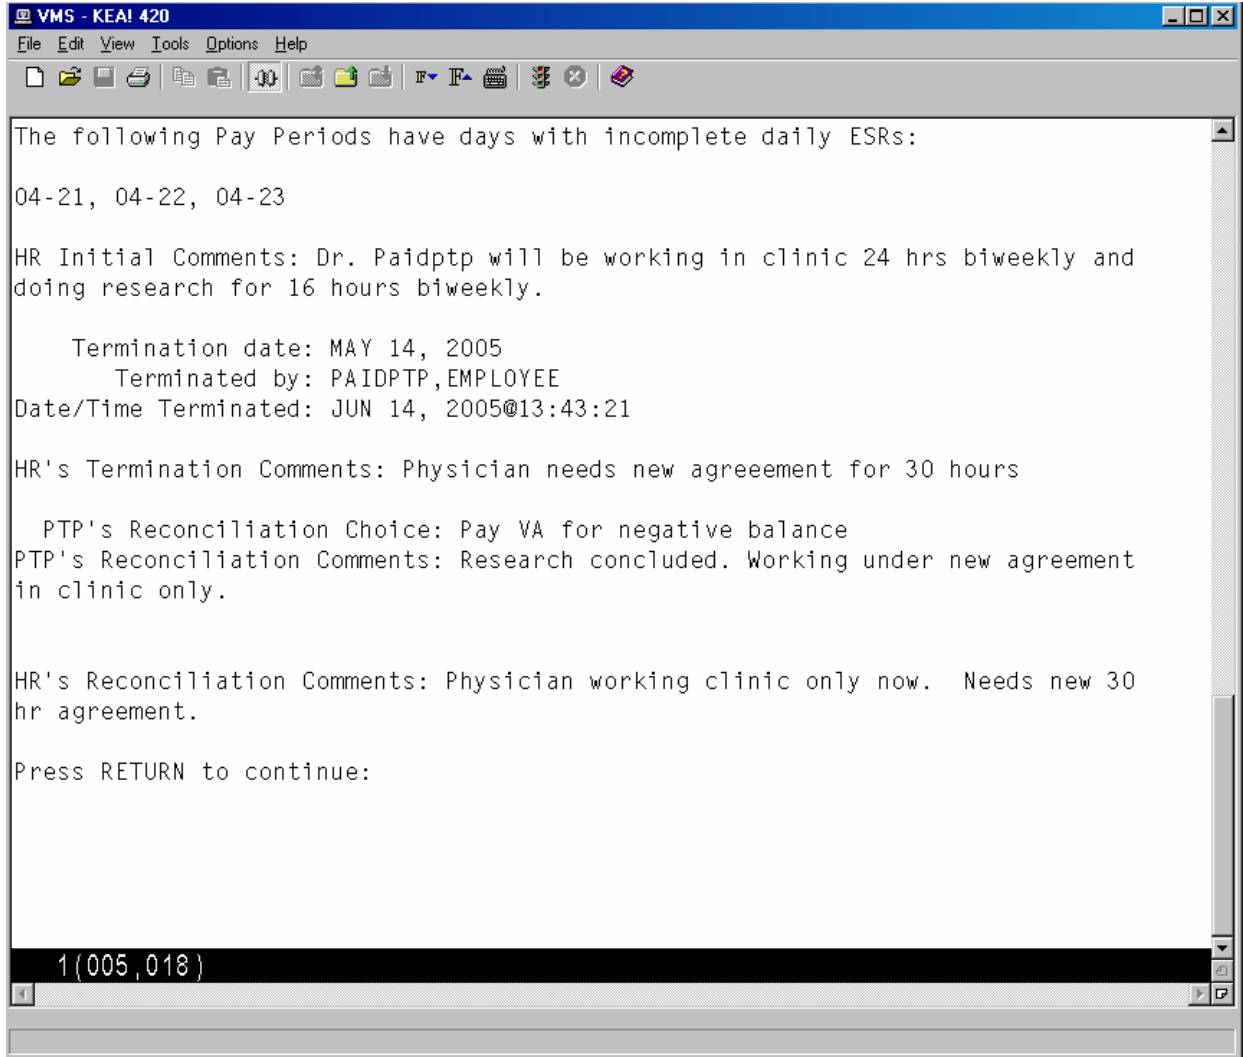 VMS - KEA! 420
File Edit View Tools Options Help
The following Pay Periods have days with incomplete daily ESRs:
04-21, 04-22, 04-23
HR Initial Comments: Dr. Paidptp will be working in clinic 24 hrs biweekly and
doing research for 16 hours biweekly.
Termination date: MAY 14, 2005
Terminated by: PAIDPTP,EMPLOYEE
Date/Time Terminated: JUN 14, 2005@13:43:21
HR's Termination Comments: Physician needs new agreeement for 30 hours
PTP's Reconciliation Choice: Pay VA for negative balance
PTP's Reconciliation Comments: Research concluded. Working under new agreement
in clinic only.
HR's Reconciliation Comments: Physician working clinic only now.  Needs new 30
hr agreement.
Press RETURN to continue:
1(005,018)